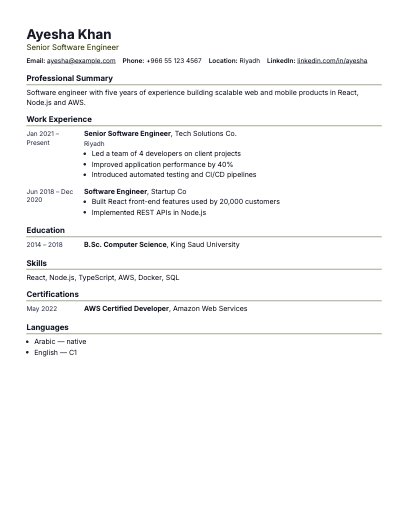 Ayesha Khan
Senior Software Engineer
Email: ayesha@example.com Phone: +966 55 123 4567 Location: Riyadh LinkedIn: linkedin.com/in/ayesha
Professional Summary
Software engineer with five years of experience building scalable web and mobile products in React,
Node.js and AWS.
Work Experience
Jan 2021 – Present
Senior Software Engineer, Tech Solutions Co.
Riyadh
• Led a team of 4 developers on client projects
• Improved application performance by 40%
• Introduced automated testing and CI/CD pipelines
Jun 2018 – Dec 2020
Software Engineer, Startup Co
• Built React front-end features used by 20,000 customers
• Implemented REST APIs in Node.js
Education
2014 – 2018 B.Sc. Computer Science, King Saud University
Skills
React, Node.js, TypeScript, AWS, Docker, SQL
Certifications
May 2022 AWS Certified Developer, Amazon Web Services
Languages
• Arabic — native
• English — C1